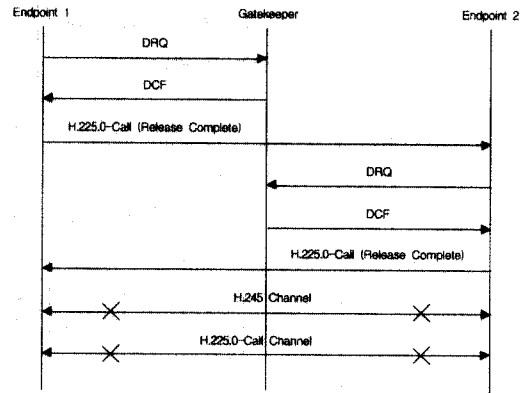 Endpoint 1 Gatekeeper Endpoint 2
DRQ
DCF
H.225.0-Call (Release Complete)
DRQ
DCF
H.225.0-Call (Release Complete)
H.245 Channel
H.225.0-Call Channel